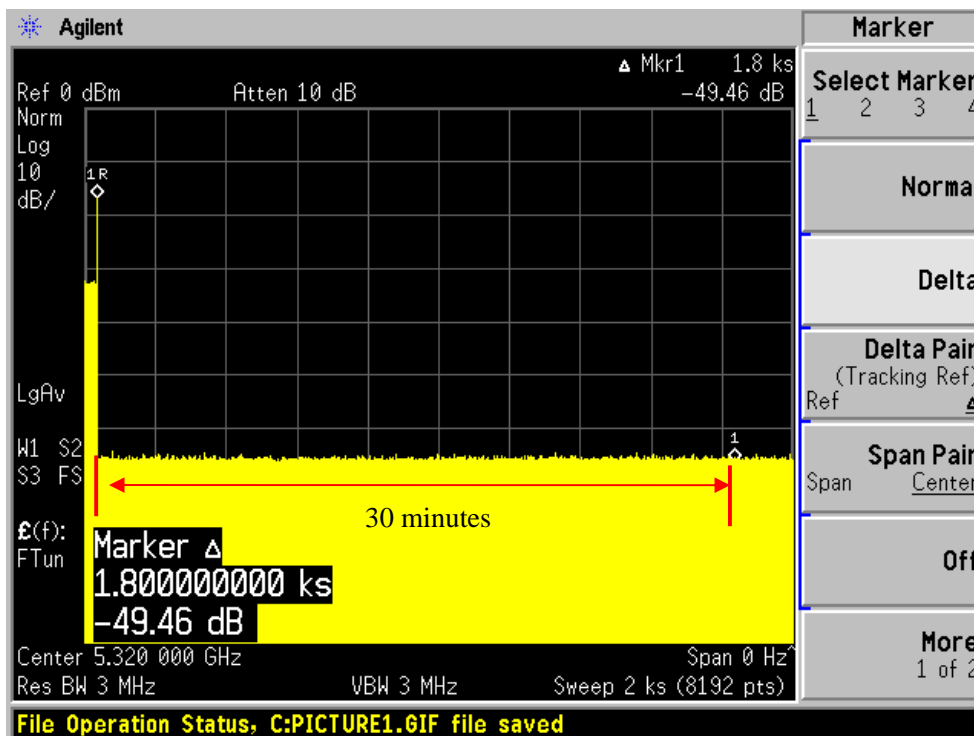 Agilent
Marker
Δ Mkr1 1.8 ks
Ref 0 dBm Atten 10 dB -49.46 dB
Norm
Log
10
dB/
1R
LgAv
W1 S2
S3 FS
£(f):
FTun
1
30 minutes
Marker Δ
1.800000000 ks
-49.46 dB
Center 5.320 000 GHz Span 0 Hz^
Res BW 3 MHz VBW 3 MHz Sweep 2 ks (8192 pts)
File Operation Status, C:PICTURE1.GIF file saved
Select Marker
1 2 3 4
Norma
Delta
Delta Pair
(Tracking Ref)
Ref Δ
Span Pair
Span Center
Off
More
1 of 2